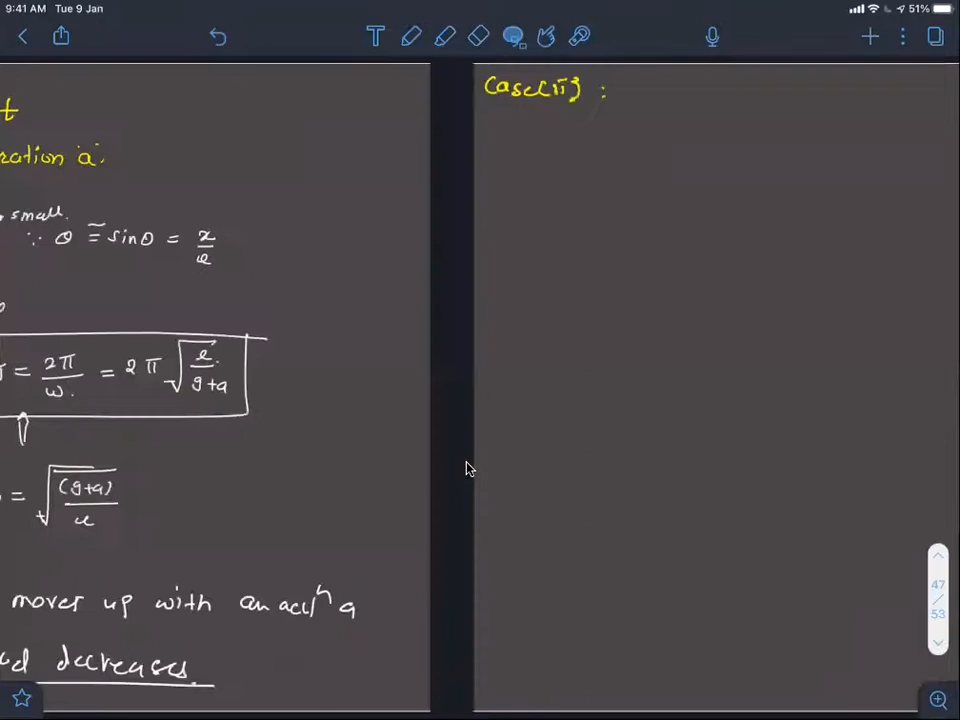 9:41 AM Tue 9 Jan
51%
t
ration 'a'.
small.
∵ θ ≅ sinθ = x/l
= 2π/ω. = 2π √(l/(g+a))
= √((g+a)/l)
moves up with an accl^n a
decreases.
Case(ii) :
47
/
53